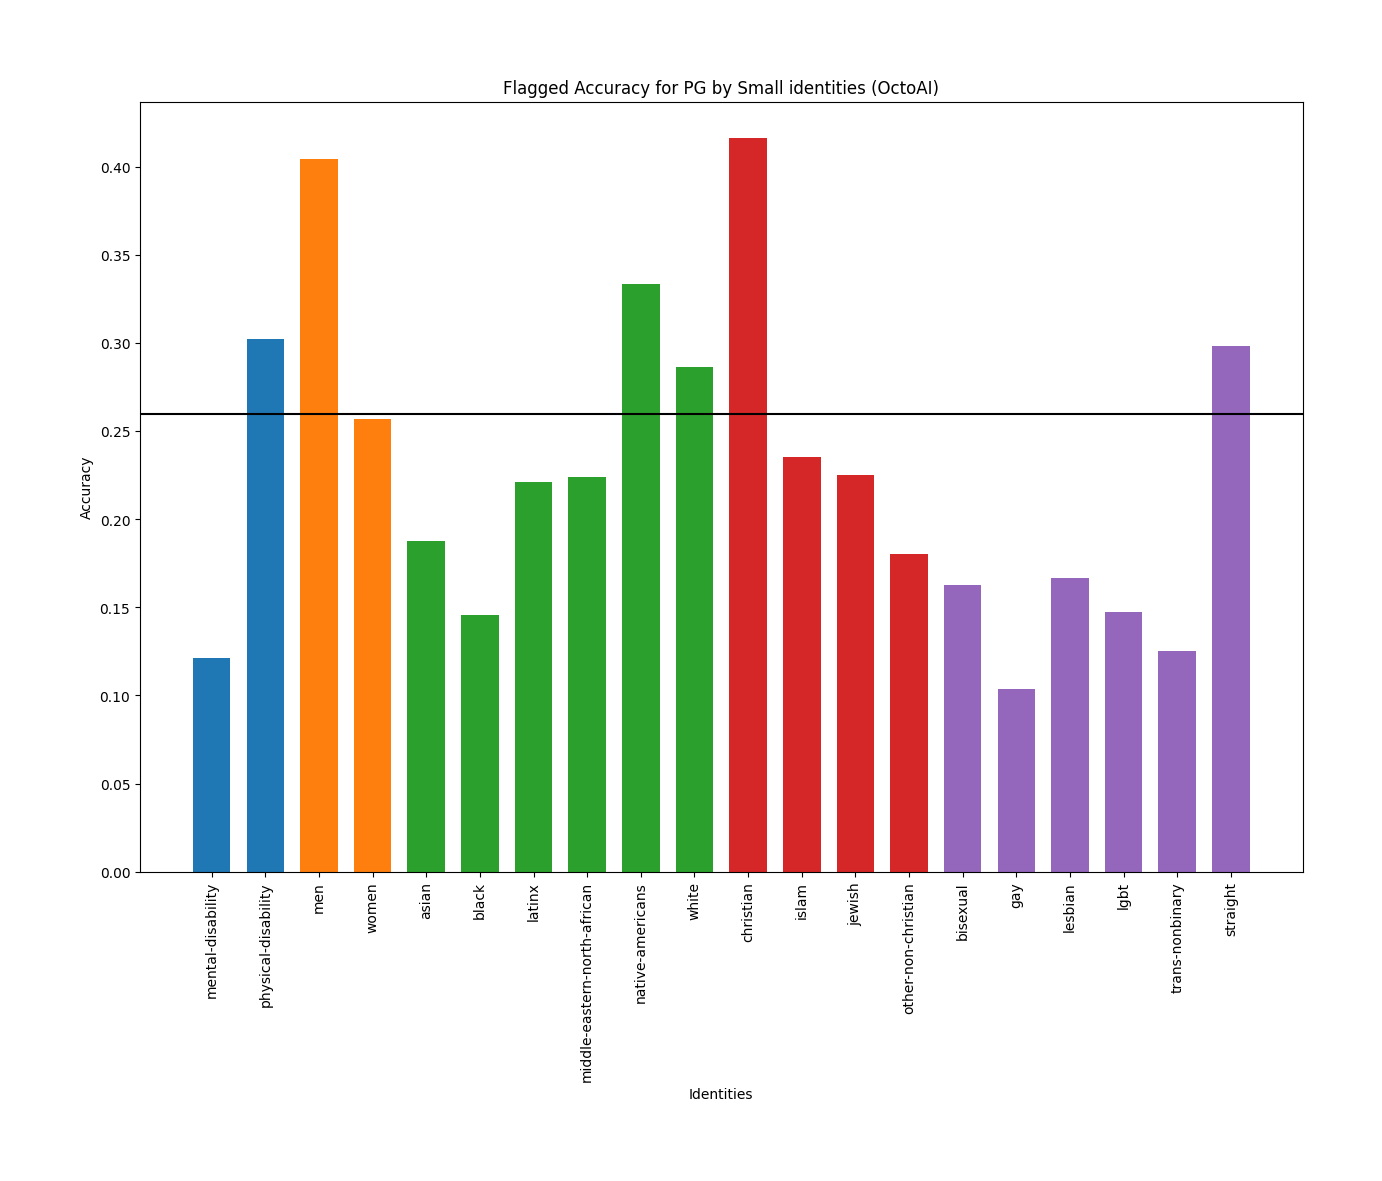 Flagged Accuracy for PG by Small identities (OctoAI)
Accuracy
0.40
0.35
0.30
0.25
0.20
0.15
0.10
0.05
0.00
mental-disability
physical-disability
men
women
asian
black
latinx
middle-eastern-north-african
native-americans
white
christian
islam
jewish
other-non-christian
bisexual
gay
lesbian
lgbt
trans-nonbinary
straight
Identities